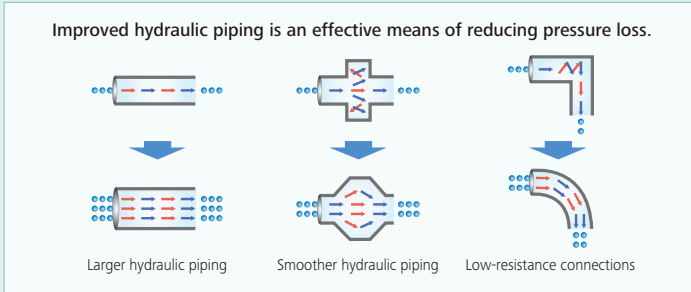 Improved hydraulic piping is an effective means of reducing pressure loss.
Larger hydraulic piping
Smoother hydraulic piping
Low-resistance connections